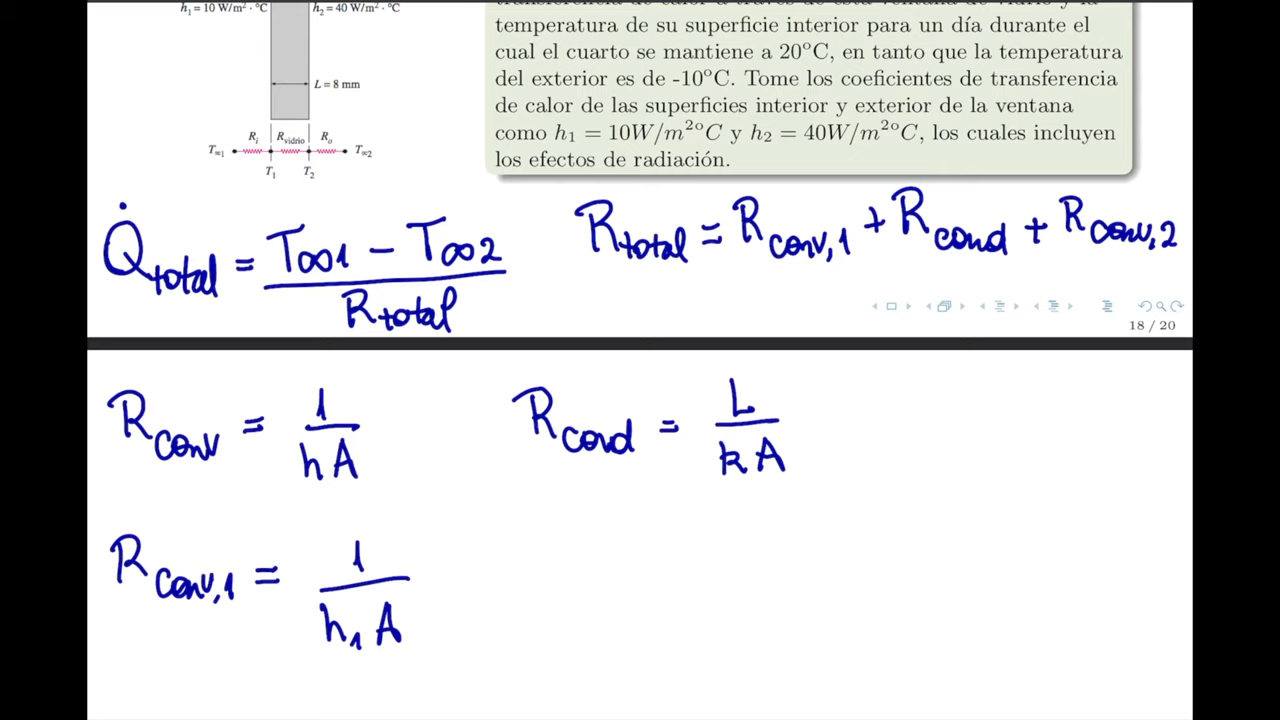 h₁ = 10 W/m² · °C h₂ = 40 W/m² · °C
L = 8 mm
Rᵢ R_vidrio Rₒ
T∞1 T∞2
T₁ T₂
temperatura de su superficie interior para un día durante el
cual el cuarto se mantiene a 20°C, en tanto que la temperatura
del exterior es de -10°C. Tome los coeficientes de transferencia
de calor de las superficies interior y exterior de la ventana
como h₁ = 10W/m²°C y h₂ = 40W/m²°C, los cuales incluyen
los efectos de radiación.
Q̇total = (T∞1 − T∞2) / Rtotal
Rtotal = Rconv,1 + Rcond + Rconv,2
18 / 20
Rconv = 1 / hA
Rcond = L / kA
Rconv,1 = 1 / h₁A